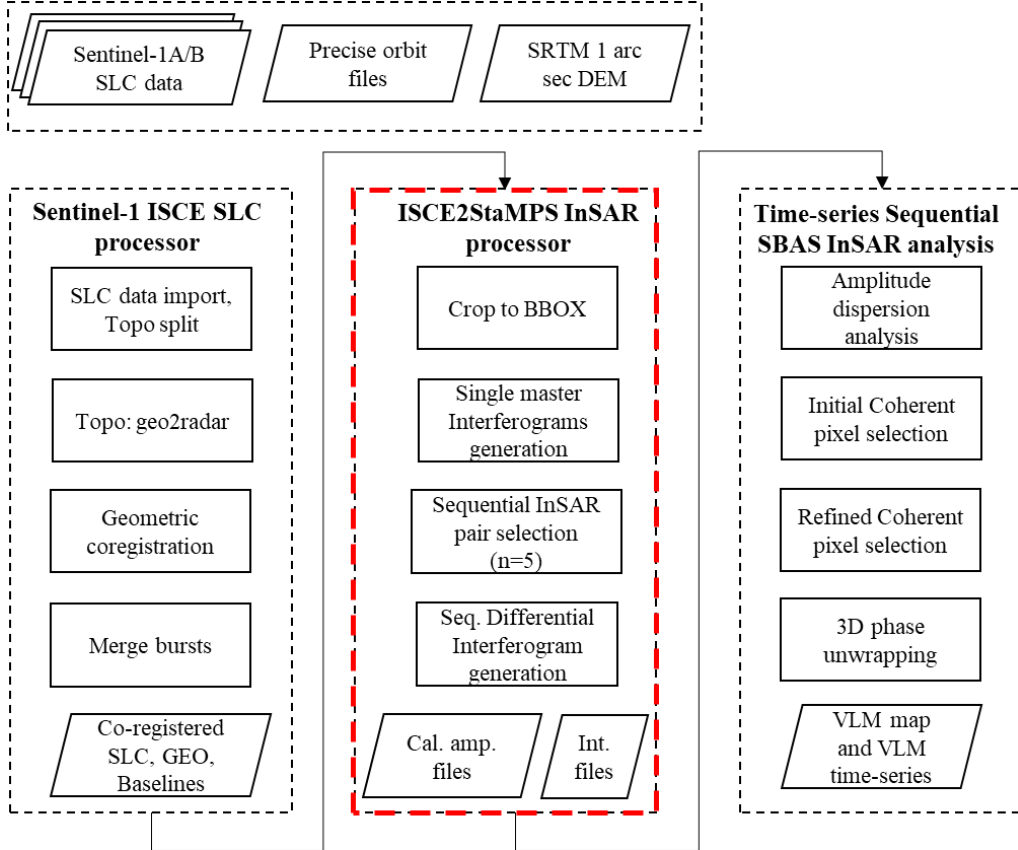 Sentinel-1A/B
SLC data
Precise orbit
files
SRTM 1 arc
sec DEM
Sentinel-1 ISCE SLC
processor
SLC data import,
Topo split
Topo: geo2radar
Geometric
coregistration
Merge bursts
Co-registered
SLC, GEO,
Baselines
ISCE2StaMPS InSAR
processor
Crop to BBOX
Single master
Interferograms
generation
Sequential InSAR
pair selection
(n=5)
Seq. Differential
Interferogram
generation
Cal. amp.
files
Int.
files
Time-series Sequential
SBAS InSAR analysis
Amplitude
dispersion
analysis
Initial Coherent
pixel selection
Refined Coherent
pixel selection
3D phase
unwrapping
VLM map
and VLM
time-series